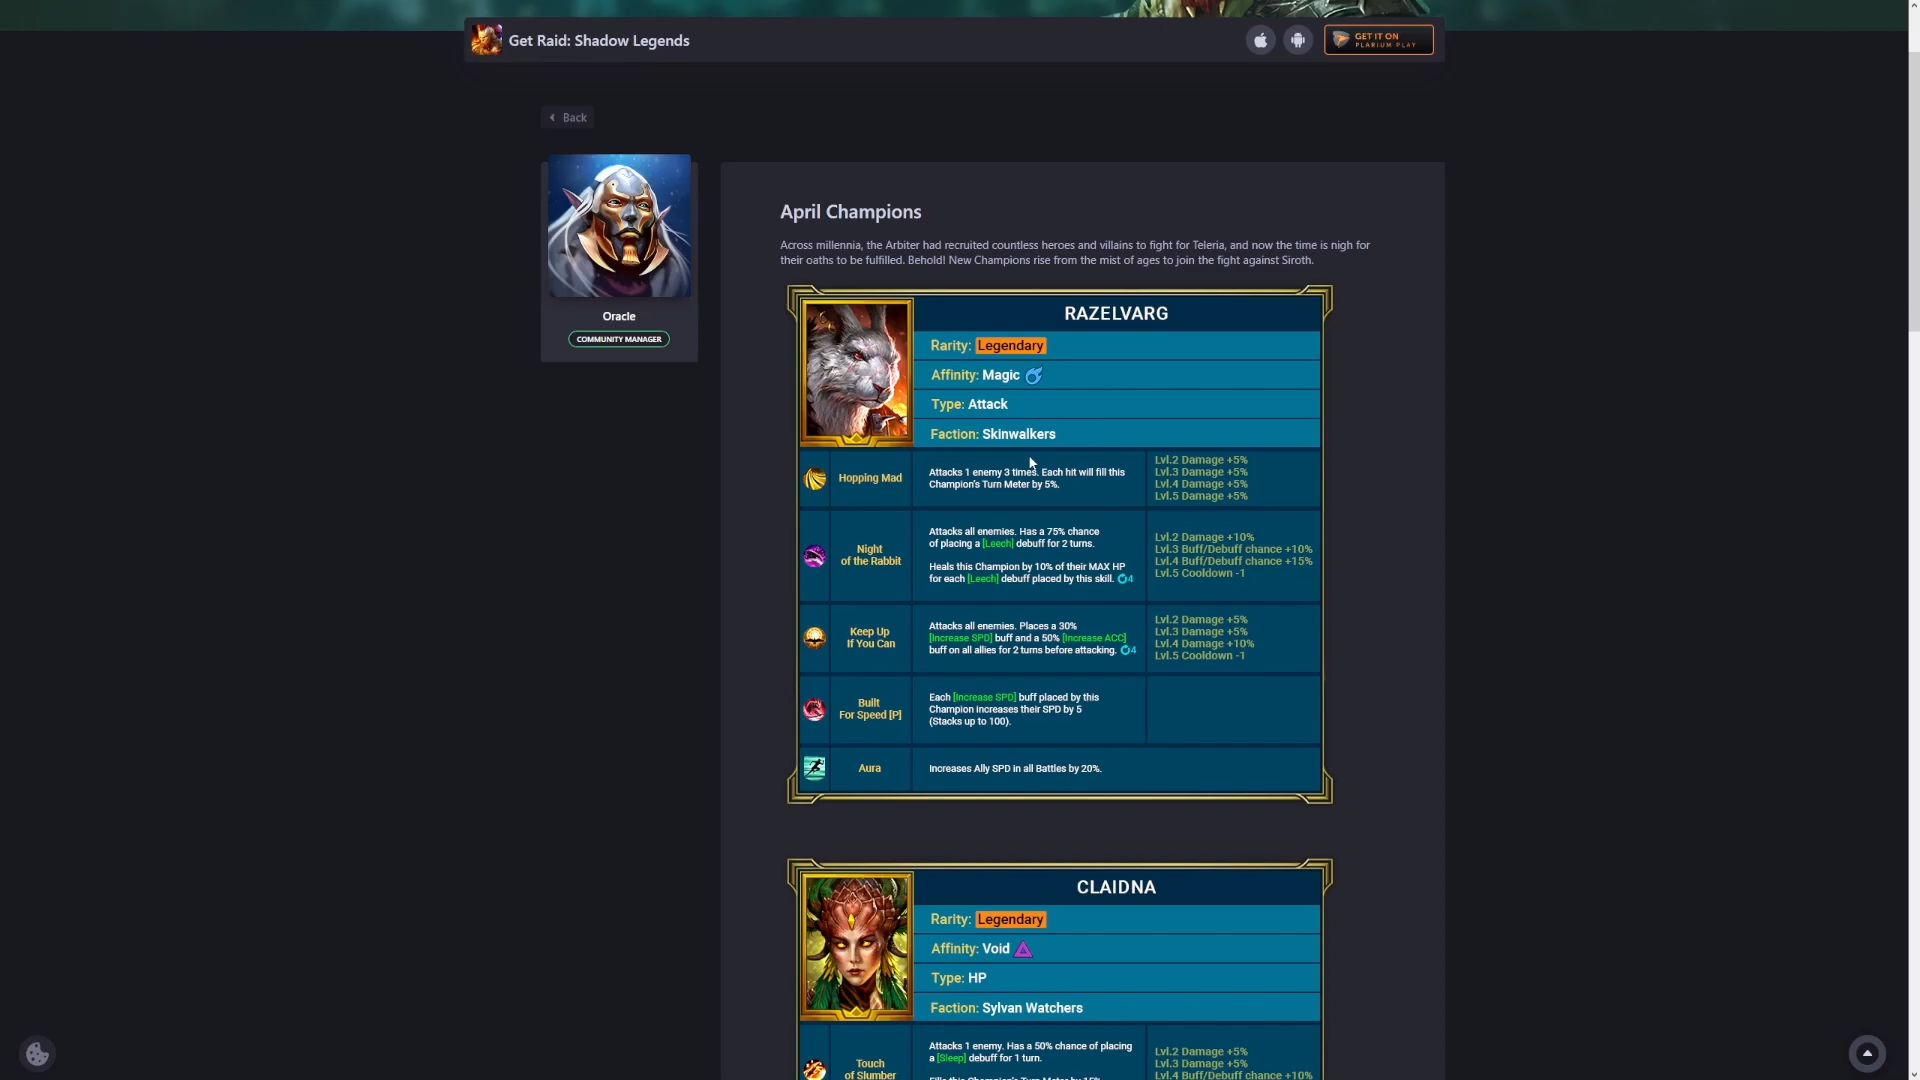 Get Raid: Shadow Legends
GET IT ON
PLARIUM PLAY
Back
Oracle
COMMUNITY MANAGER
April Champions
Across millennia, the Arbiter had recruited countless heroes and villains to fight for Teleria, and now the time is nigh for
their oaths to be fulfilled. Behold! New Champions rise from the mist of ages to join the fight against Siroth.
RAZELVARG
Rarity: Legendary
Affinity: Magic
Type: Attack
Faction: Skinwalkers
Hopping Mad
Attacks 1 enemy 3 times. Each hit will fill this
Champion's Turn Meter by 5%.
Lvl.2 Damage +5%
Lvl.3 Damage +5%
Lvl.4 Damage +5%
Lvl.5 Damage +5%
Night
of the Rabbit
Attacks all enemies. Has a 75% chance
of placing a [Leech] debuff for 2 turns.
Heals this Champion by 10% of their MAX HP
for each [Leech] debuff placed by this skill. 4
Lvl.2 Damage +10%
Lvl.3 Buff/Debuff chance +10%
Lvl.4 Buff/Debuff chance +15%
Lvl.5 Cooldown -1
Keep Up
If You Can
Attacks all enemies. Places a 30%
[Increase SPD] buff and a 50% [Increase ACC]
buff on all allies for 2 turns before attacking. 4
Lvl.2 Damage +5%
Lvl.3 Damage +5%
Lvl.4 Damage +10%
Lvl.5 Cooldown -1
Built
For Speed [P]
Each [Increase SPD] buff placed by this
Champion increases their SPD by 5
(Stacks up to 100).
Aura
Increases Ally SPD in all Battles by 20%.
CLAIDNA
Rarity: Legendary
Affinity: Void
Type: HP
Faction: Sylvan Watchers
Touch
of Slumber
Attacks 1 enemy. Has a 50% chance of placing
a [Sleep] debuff for 1 turn.
Fills this Champion's Turn Meter by 15%
Lvl.2 Damage +5%
Lvl.3 Damage +5%
Lvl.4 Buff/Debuff chance +10%